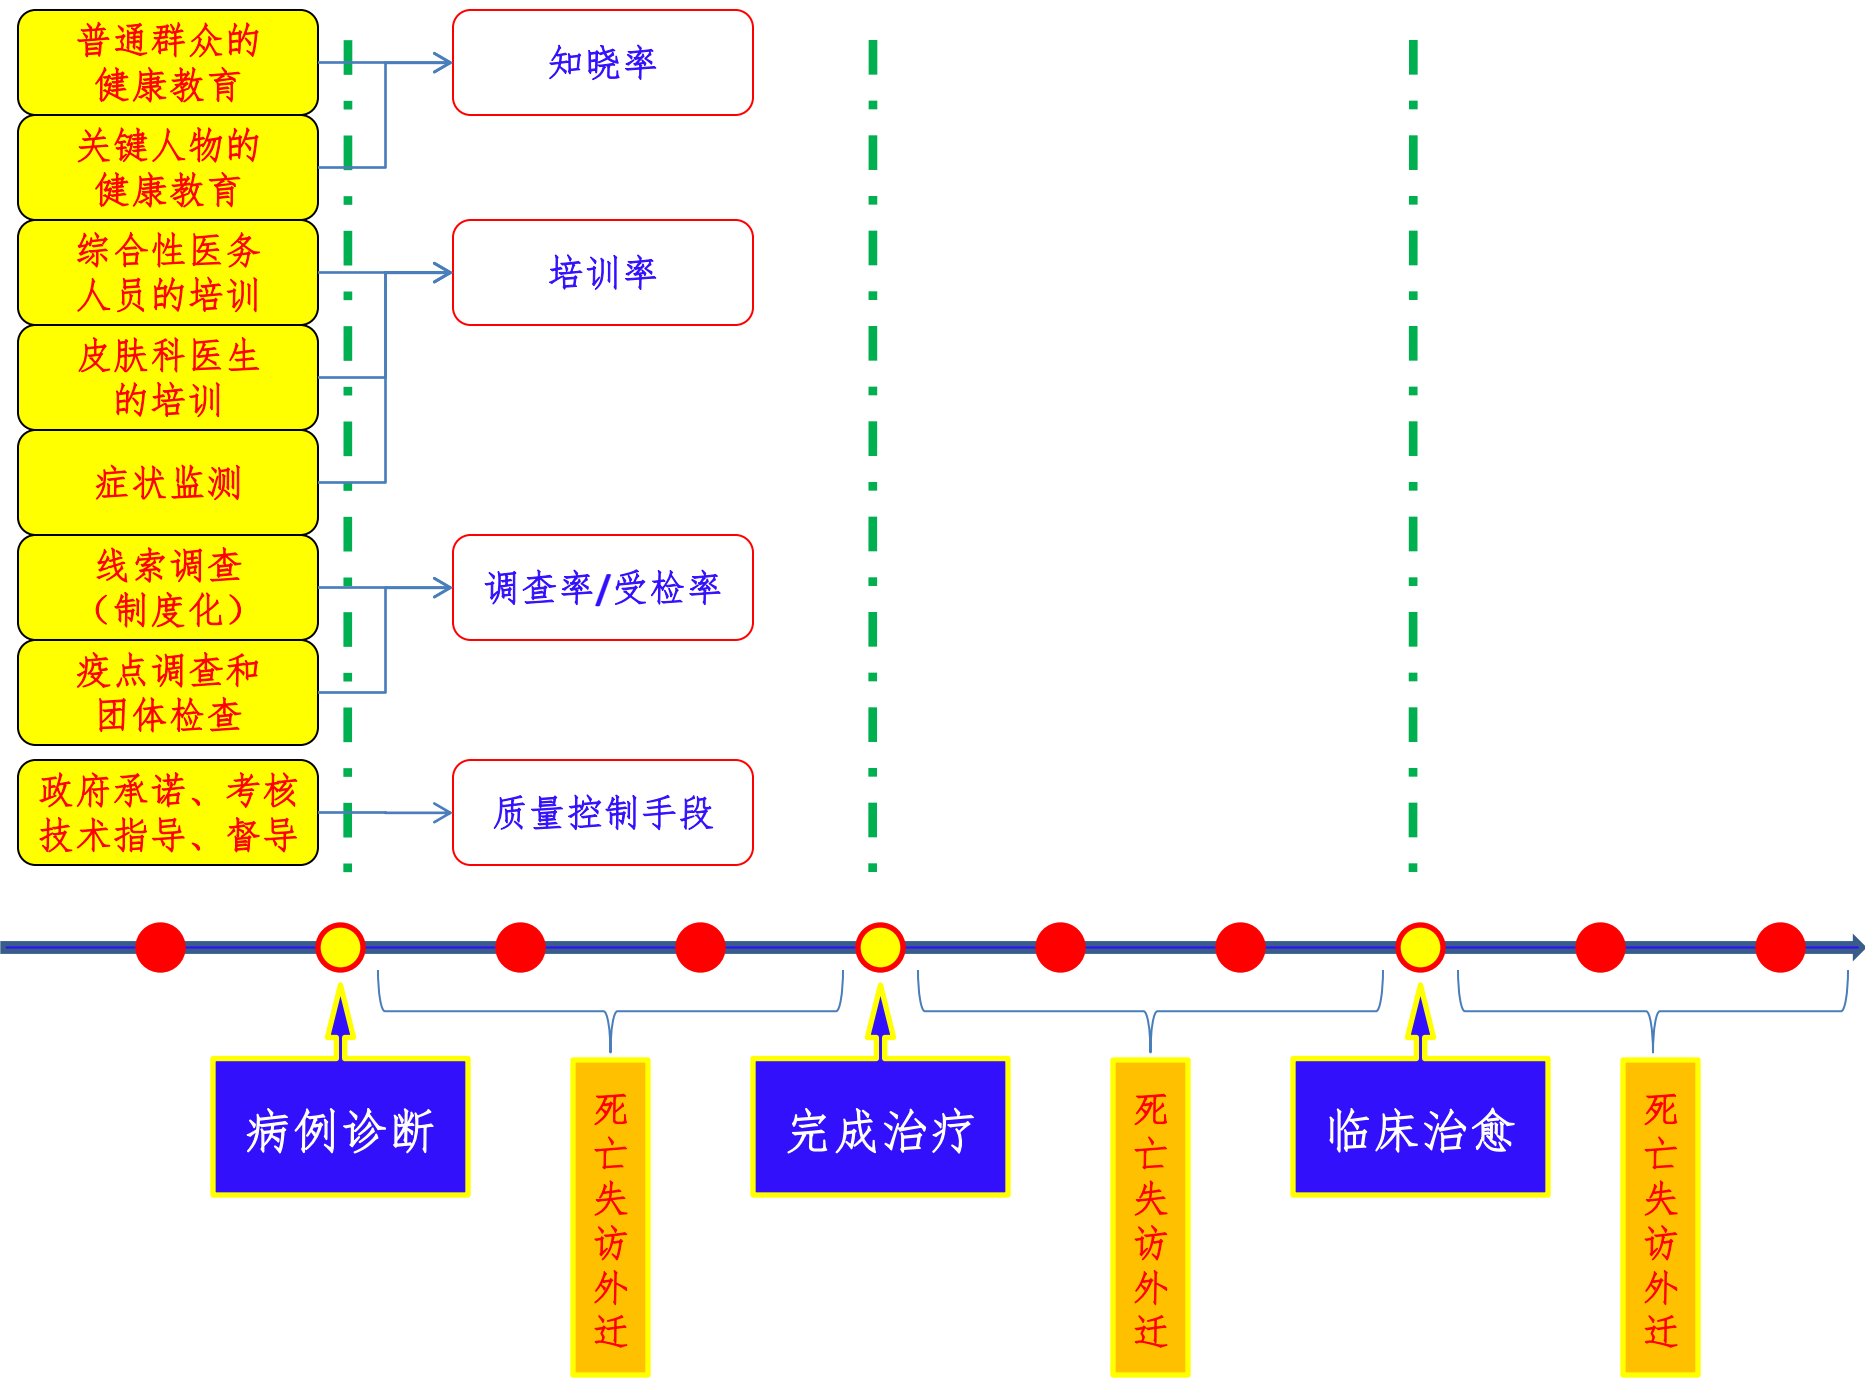 普通群众的
健康教育
知晓率
关键人物的
健康教育
综合性医务
人员的培训
培训率
皮肤科医生
的培训
症状监测
线索调查
（制度化）
调查率/受检率
疫点调查和
团体检查
政府承诺、考核
技术指导、督导
质量控制手段
病例诊断
死
亡
失
访
外
迁
完成治疗
死
亡
失
访
外
迁
临床治愈
死
亡
失
访
外
迁